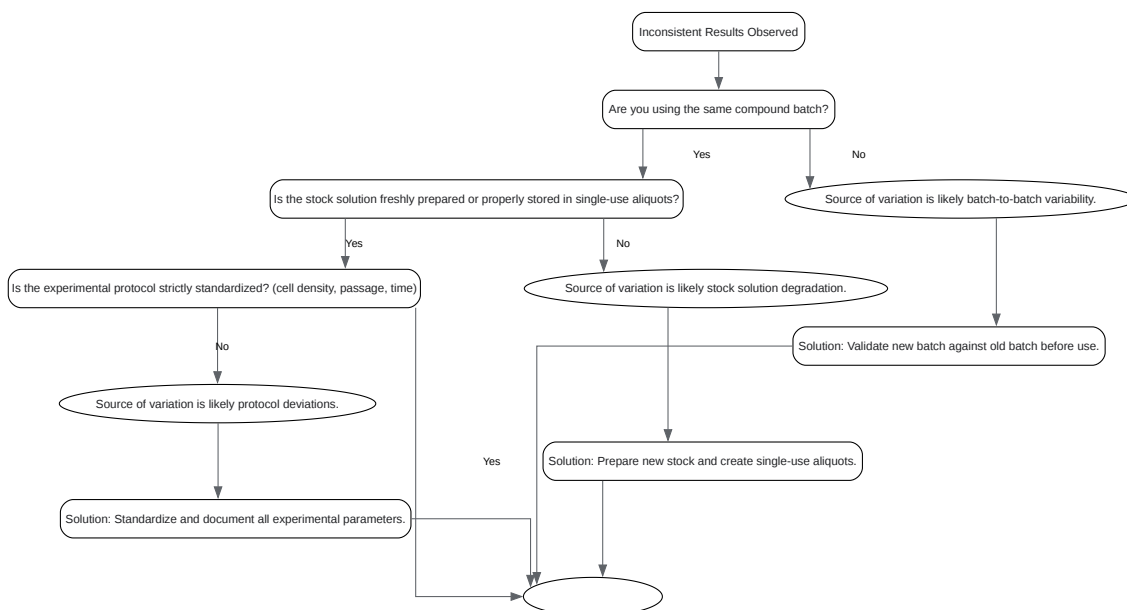 Inconsistent Results Observed
Are you using the same compound batch?
Yes
No
Is the stock solution freshly prepared or properly stored in single-use aliquots?
Source of variation is likely batch-to-batch variability.
Yes
No
Is the experimental protocol strictly standardized? (cell density, passage, time)
Source of variation is likely stock solution degradation.
No
Solution: Validate new batch against old batch before use.
Source of variation is likely protocol deviations.
Yes
Solution: Prepare new stock and create single-use aliquots.
Solution: Standardize and document all experimental parameters.